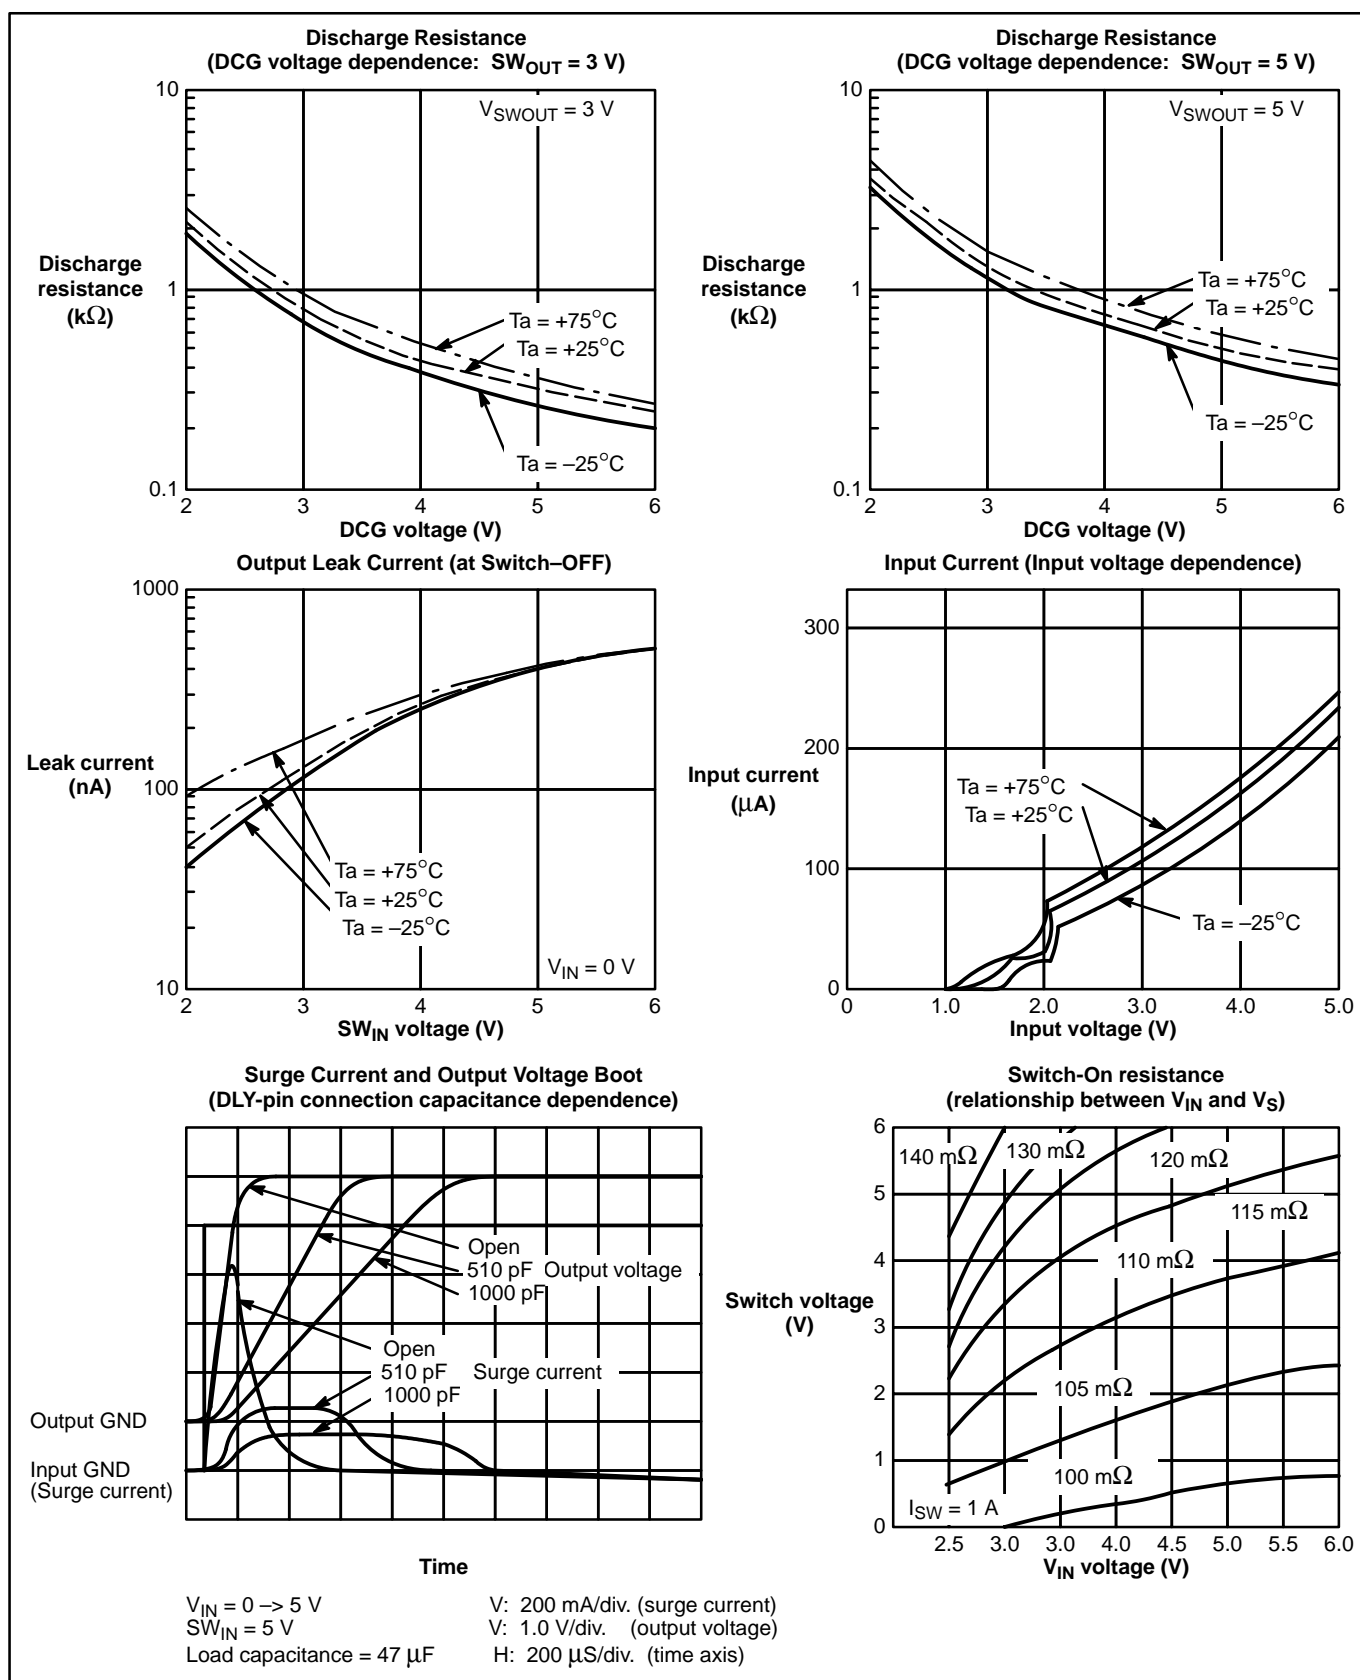 Discharge Resistance
(DCG voltage dependence: SWOUT = 3 V)
10
VSWOUT = 3 V
Discharge
resistance
(kΩ)
1
Ta = +75°C
Ta = +25°C
Ta = –25°C
0.1
2 3 4 5 6
DCG voltage (V)
Discharge Resistance
(DCG voltage dependence: SWOUT = 5 V)
10
VSWOUT = 5 V
Discharge
resistance
(kΩ)
1
Ta = +75°C
Ta = +25°C
Ta = –25°C
0.1
2 3 4 5 6
DCG voltage (V)
Output Leak Current (at Switch–OFF)
1000
Leak current
(nA)
100
Ta = +75°C
Ta = +25°C
Ta = –25°C
VIN = 0 V
10
2 3 4 5 6
SWIN voltage (V)
Input Current (Input voltage dependence)
300
200
Input current
(μA)
Ta = +75°C
Ta = +25°C
100
Ta = –25°C
0
0 1.0 2.0 3.0 4.0 5.0
Input voltage (V)
Surge Current and Output Voltage Boot
(DLY-pin connection capacitance dependence)
Open
510 pF Output voltage
1000 pF
Open
510 pF Surge current
1000 pF
Output GND
Input GND
(Surge current)
Time
VIN = 0 –> 5 V
SWIN = 5 V
Load capacitance = 47 μF
V: 200 mA/div. (surge current)
V: 1.0 V/div. (output voltage)
H: 200 μS/div. (time axis)
Switch-On resistance
(relationship between VIN and VS)
6
140 mΩ 130 mΩ 120 mΩ
5
115 mΩ
4
110 mΩ
Switch voltage
(V)
3
2
105 mΩ
1
100 mΩ
ISW = 1 A
0
2.5 3.0 3.0 4.0 4.5 5.0 5.5 6.0
VIN voltage (V)